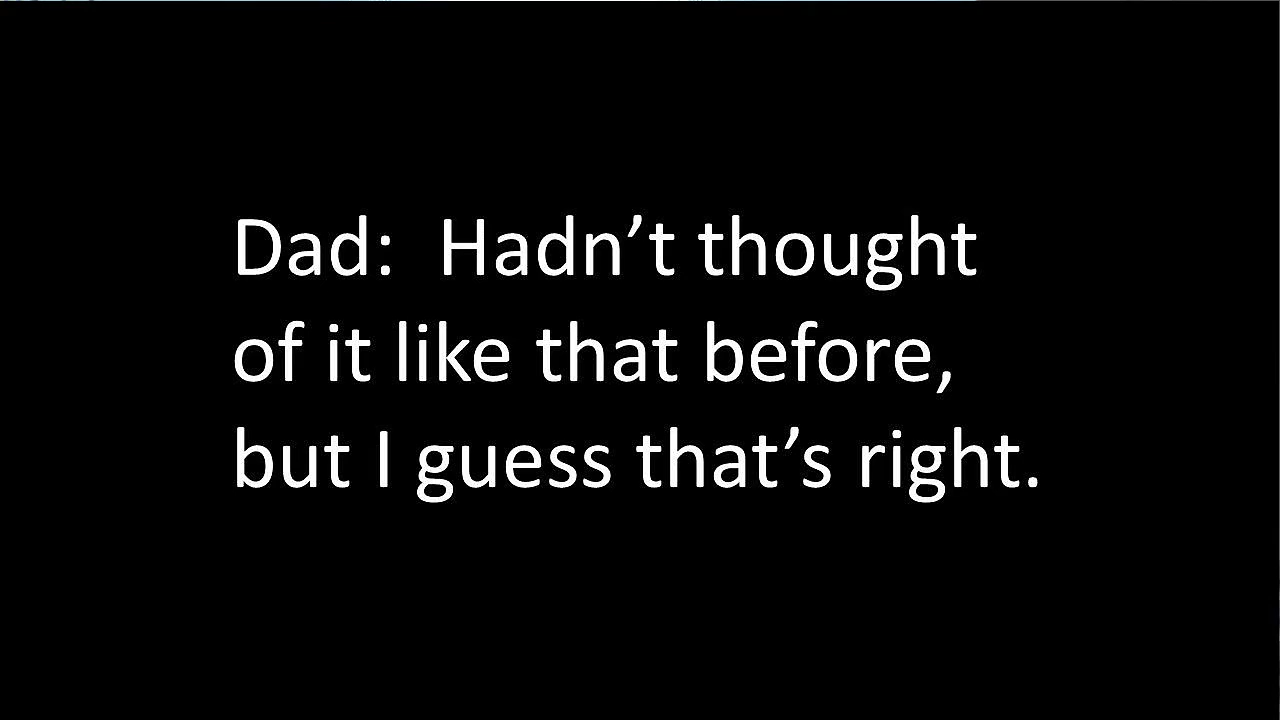 Dad:  Hadn’t thought
of it like that before,
but I guess that’s right.